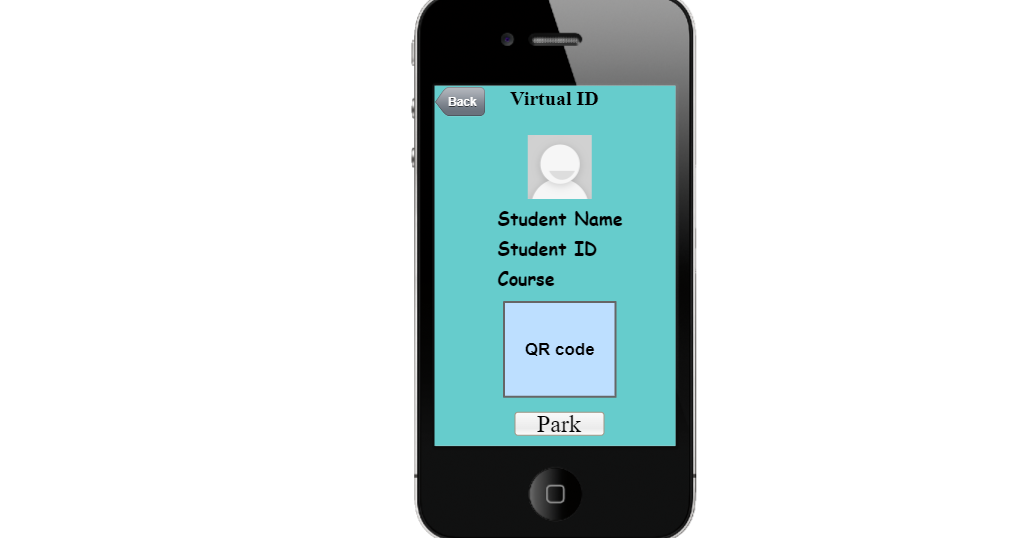 Back
Virtual ID
Student Name
Student ID
Course
QR code
Park